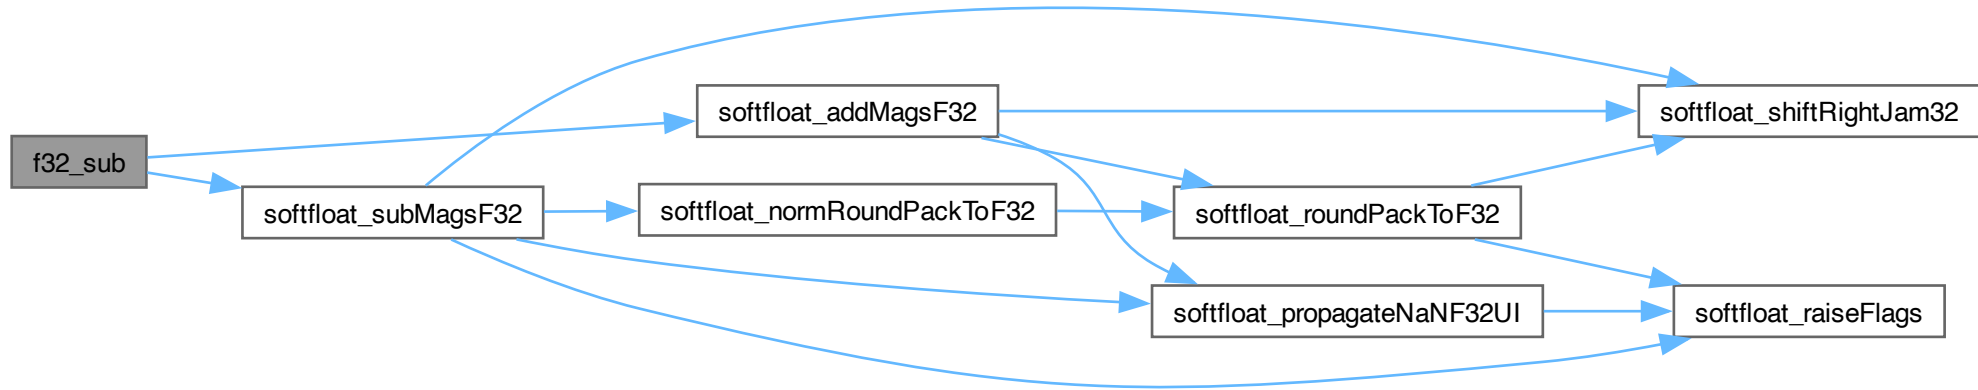 f32_sub
softfloat_subMagsF32
softfloat_addMagsF32
softfloat_normRoundPackToF32
softfloat_roundPackToF32
softfloat_propagateNaNF32UI
softfloat_shiftRightJam32
softfloat_raiseFlags